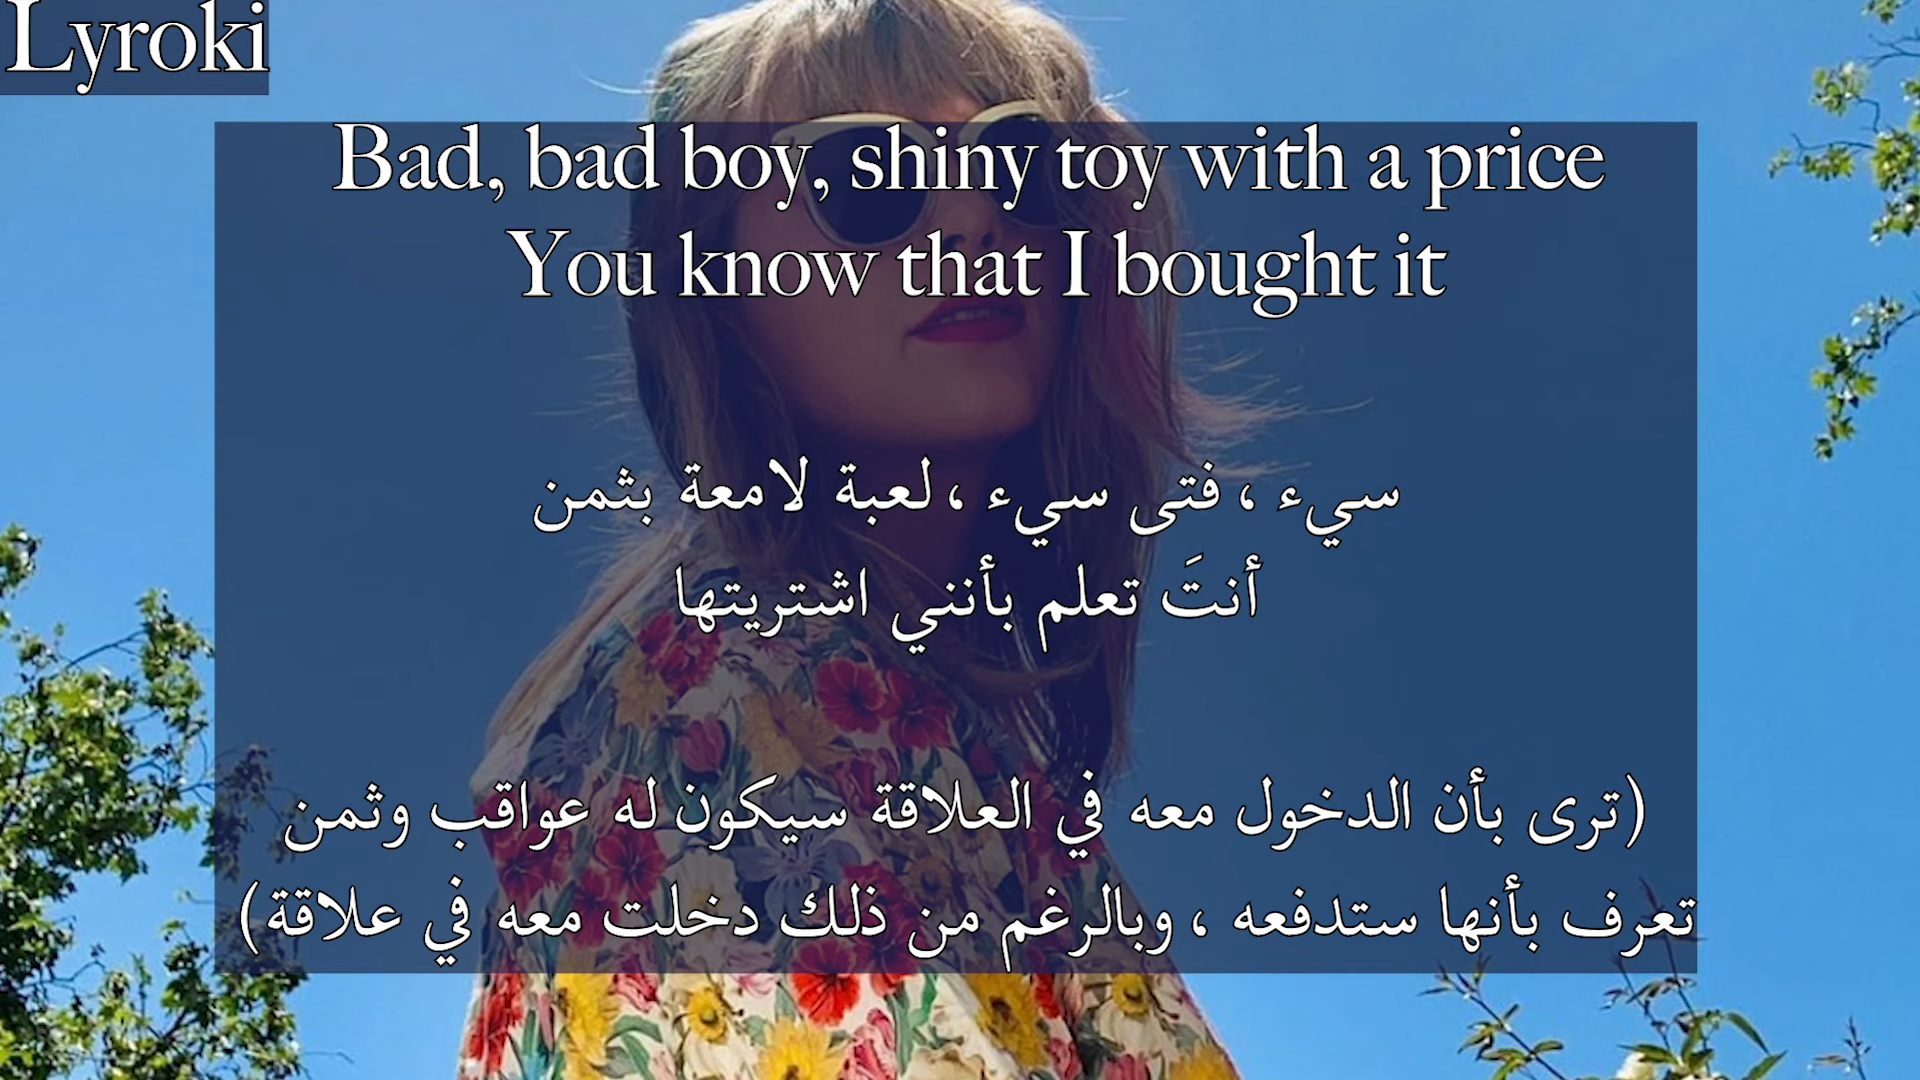 Lyroki
Bad, bad boy, shiny toy with a price
You know that I bought it
سيء ، فتى سيء ، لعبة لامعة بثمن
أنتَ تعلم بأنني اشتريتها
(ترى بأن الدخول معه في العلاقة سيكون له عواقب وثمن
تعرف بأنها ستدفعه ، وبالرغم من ذلك دخلت معه في علاقة)